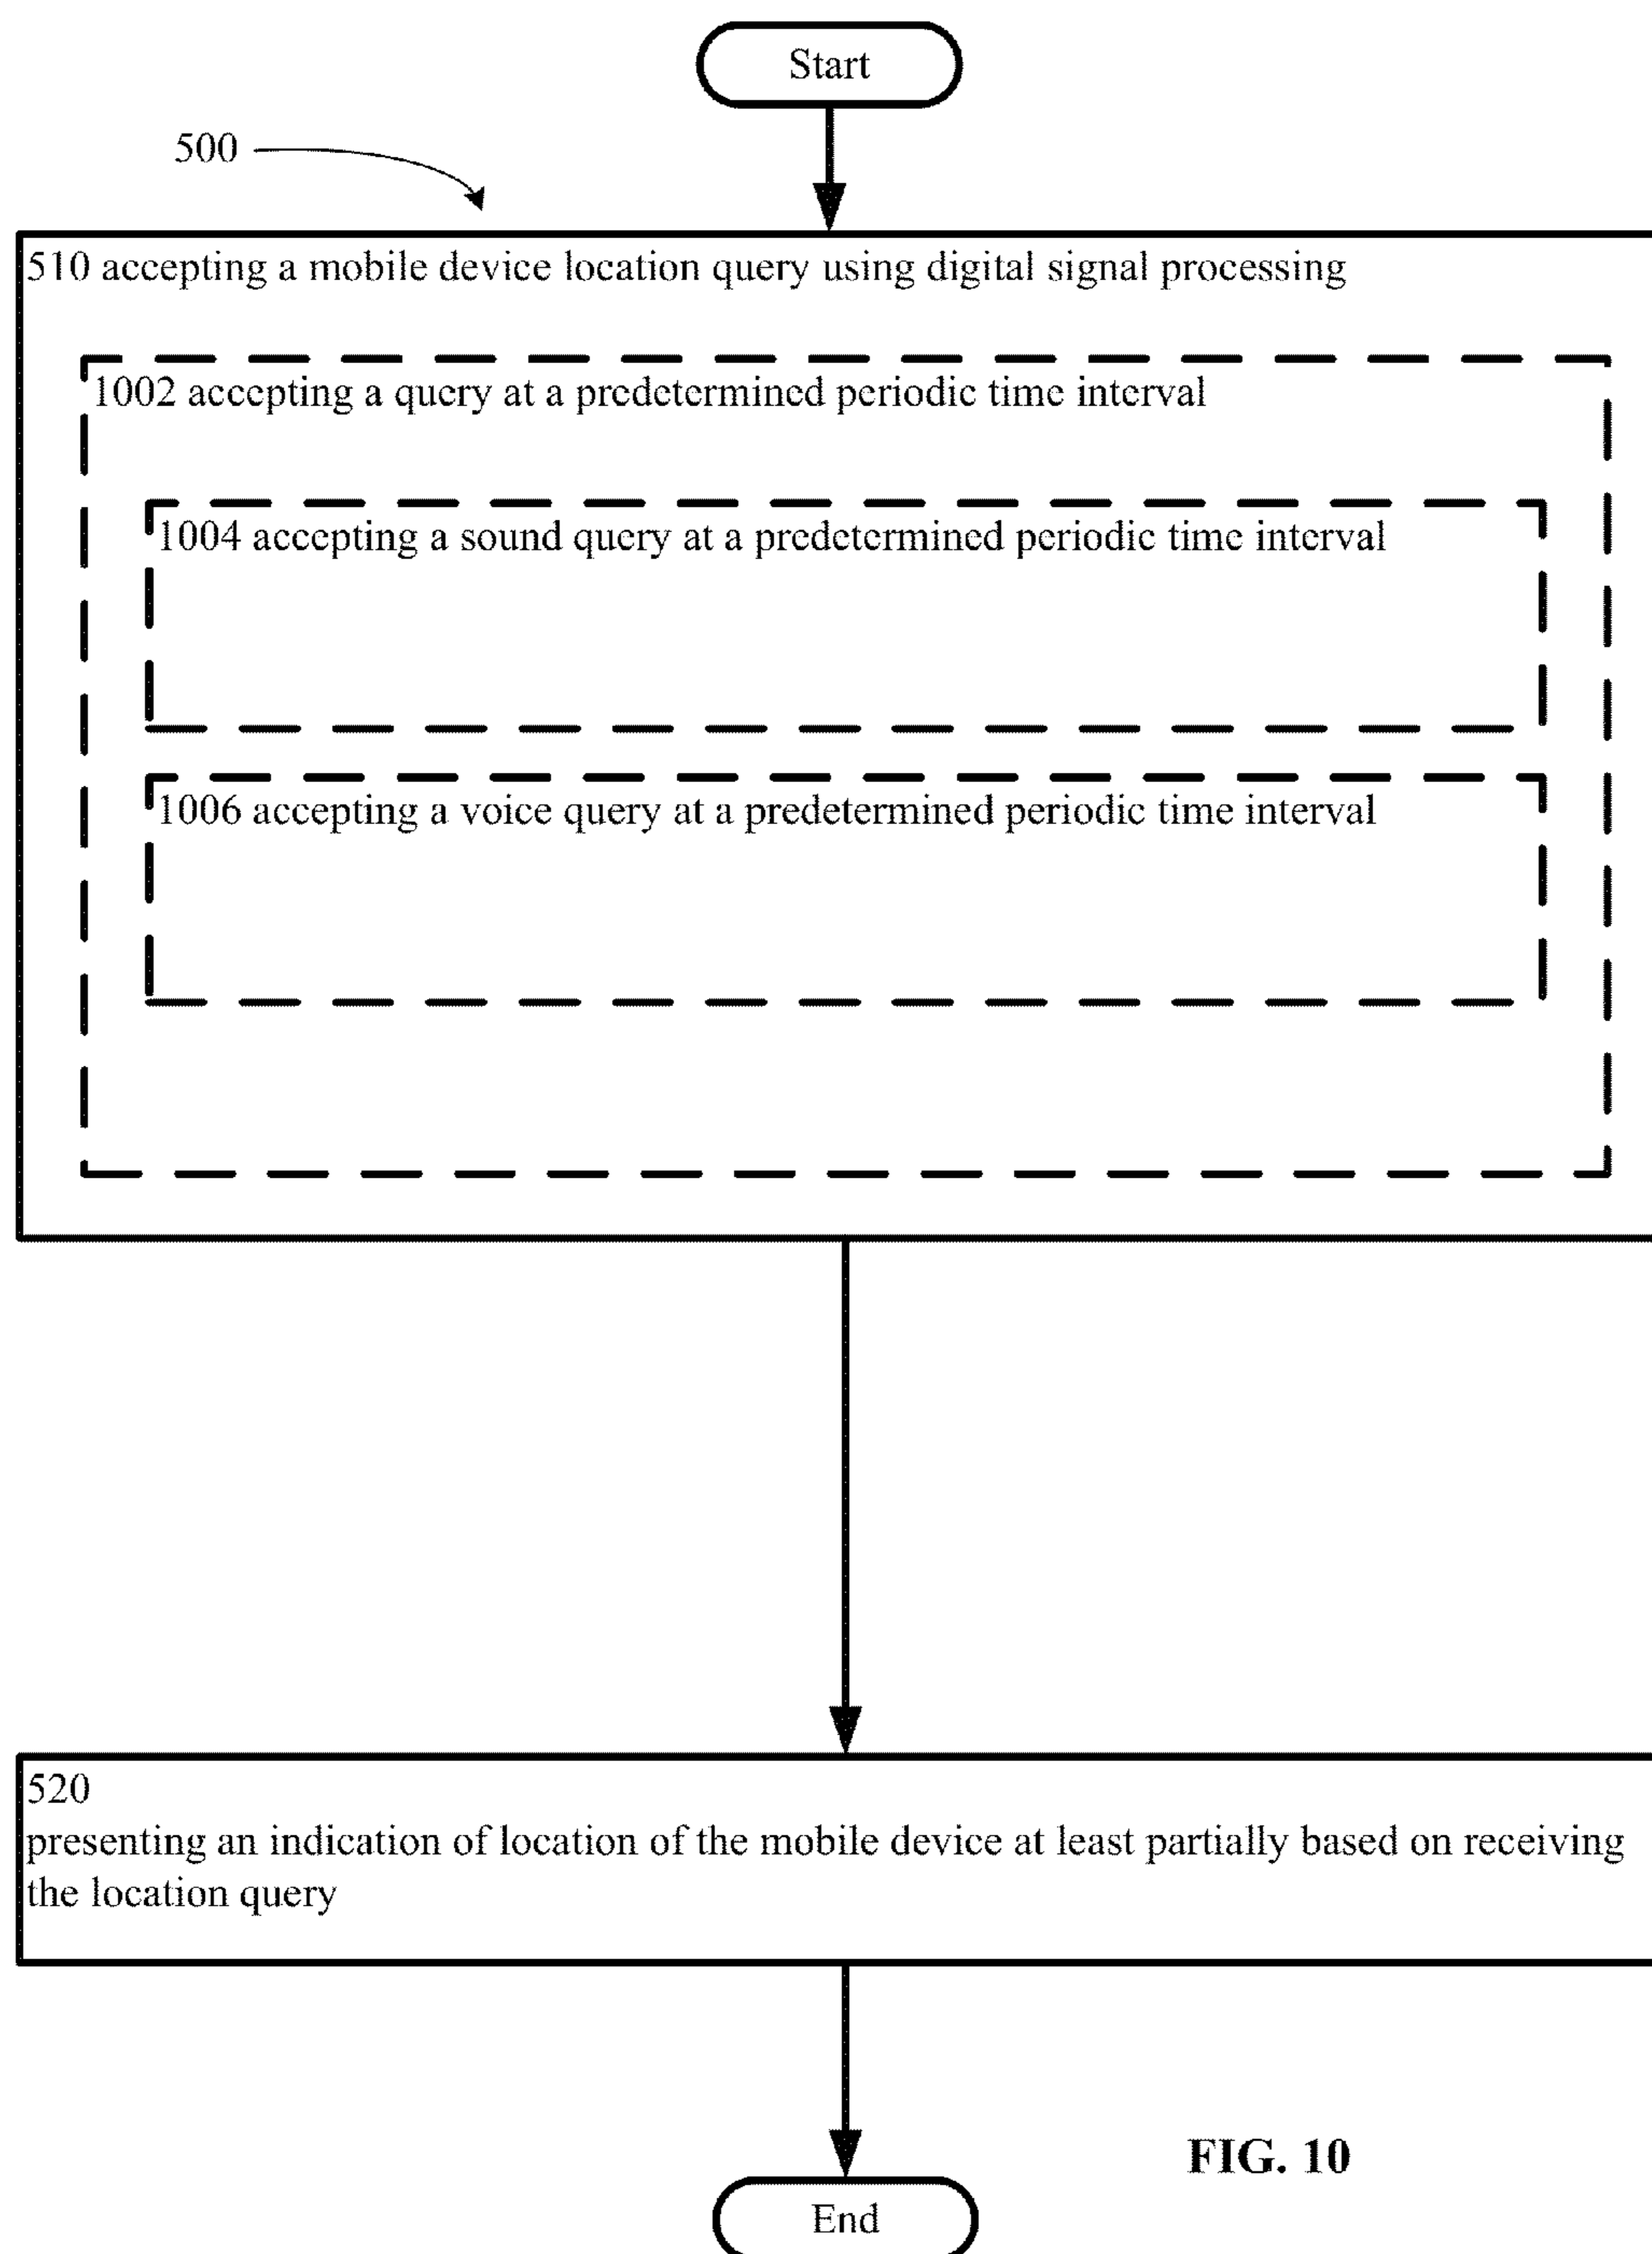 Start
500
510 accepting a mobile device location query using digital signal processing
1002 accepting a query at a predetermined periodic time interval
1004 accepting a sound query at a predetermined periodic time interval
1006 accepting a voice query at a predetermined periodic time interval
520
presenting an indication of location of the mobile device at least partially based on receiving
the location query
FIG. 10
End